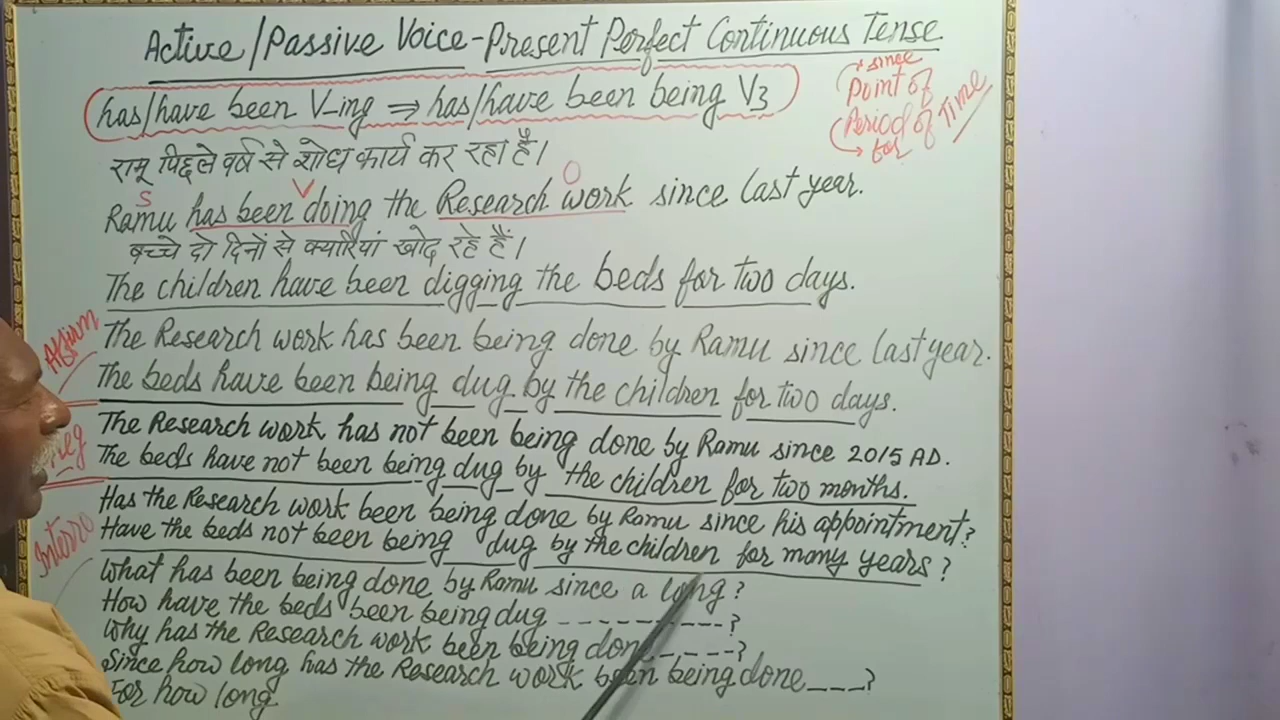 Active/Passive Voice-Present Perfect Continuous Tense
has/have been V-ing ⇒ has/have been being V3
since
Point of
Period of Time
for
रामू पिछले वर्ष से शोध कार्य कर रहा है।
S V O
Ramu has been doing the Research work since last year.
बच्चे दो दिनों से क्यारियां खोद रहे हैं।
The children have been digging the beds for two days.
Affirm
The Research work has been being done by Ramu since last year.
The beds have been being dug by the children for two days.
Neg
The Research work has not been being done by Ramu since 2015 AD.
The beds have not been being dug by the children for two months.
Interro
Has the Research work been being done by Ramu since his appointment?
Have the beds not been being dug by the children for many years?
What has been being done by Ramu since a long?
How have the beds been being dug ---------?
Why has the Research work been being done-----?
Since how long has the Research work been being done___?
For how long